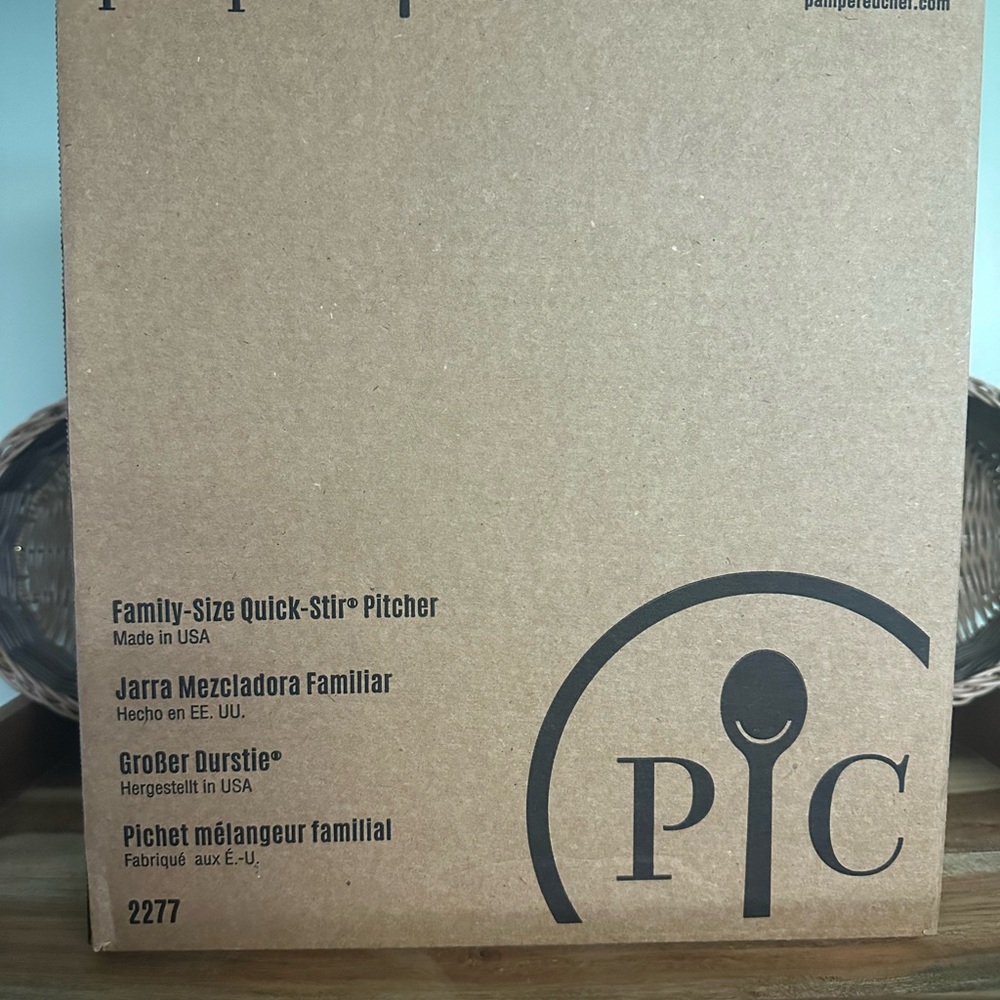 pamperedchef.com
Family-Size Quick-Stir® Pitcher
Made in USA
Jarra Mezcladora Familiar
Hecho en EE. UU.
Großer Durstie®
Hergestellt in USA
Pichet mélangeur familial
Fabriqué aux É.-U.
2277
P C